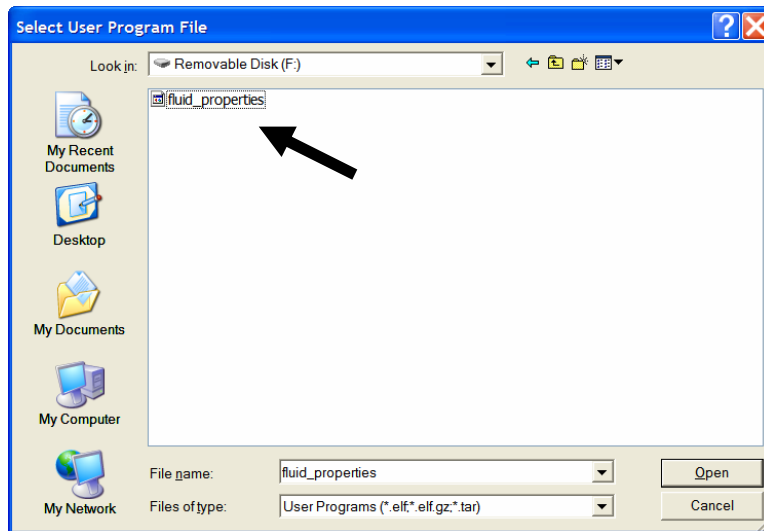 Select User Program File
Look in:
Removable Disk (F:)
fluid_properties
My Recent
Documents
Desktop
My Documents
My Computer
My Network
File name:
fluid_properties
Open
Files of type:
User Programs (*.elf;*.elf.gz;*.tar)
Cancel